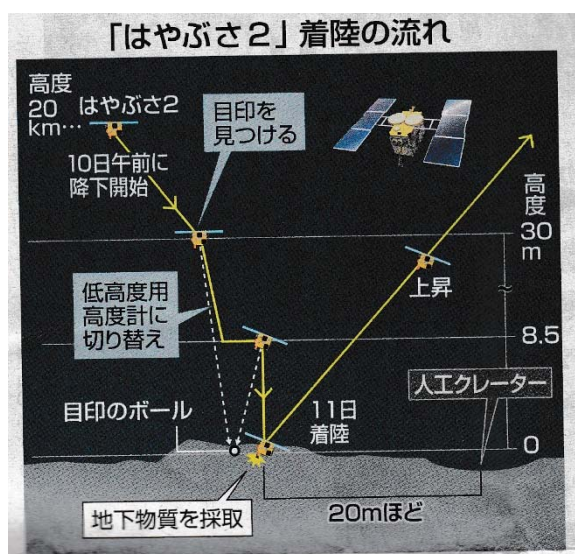 「はやぶさ2」着陸の流れ
高度
20
km…
はやぶさ2
10日午前に
降下開始
目印を
見つける
高度
30
m
上昇
低高度用
高度計に
切り替え
8.5
人工クレーター
目印のボール
11日
着陸
0
地下物質を採取
20mほど